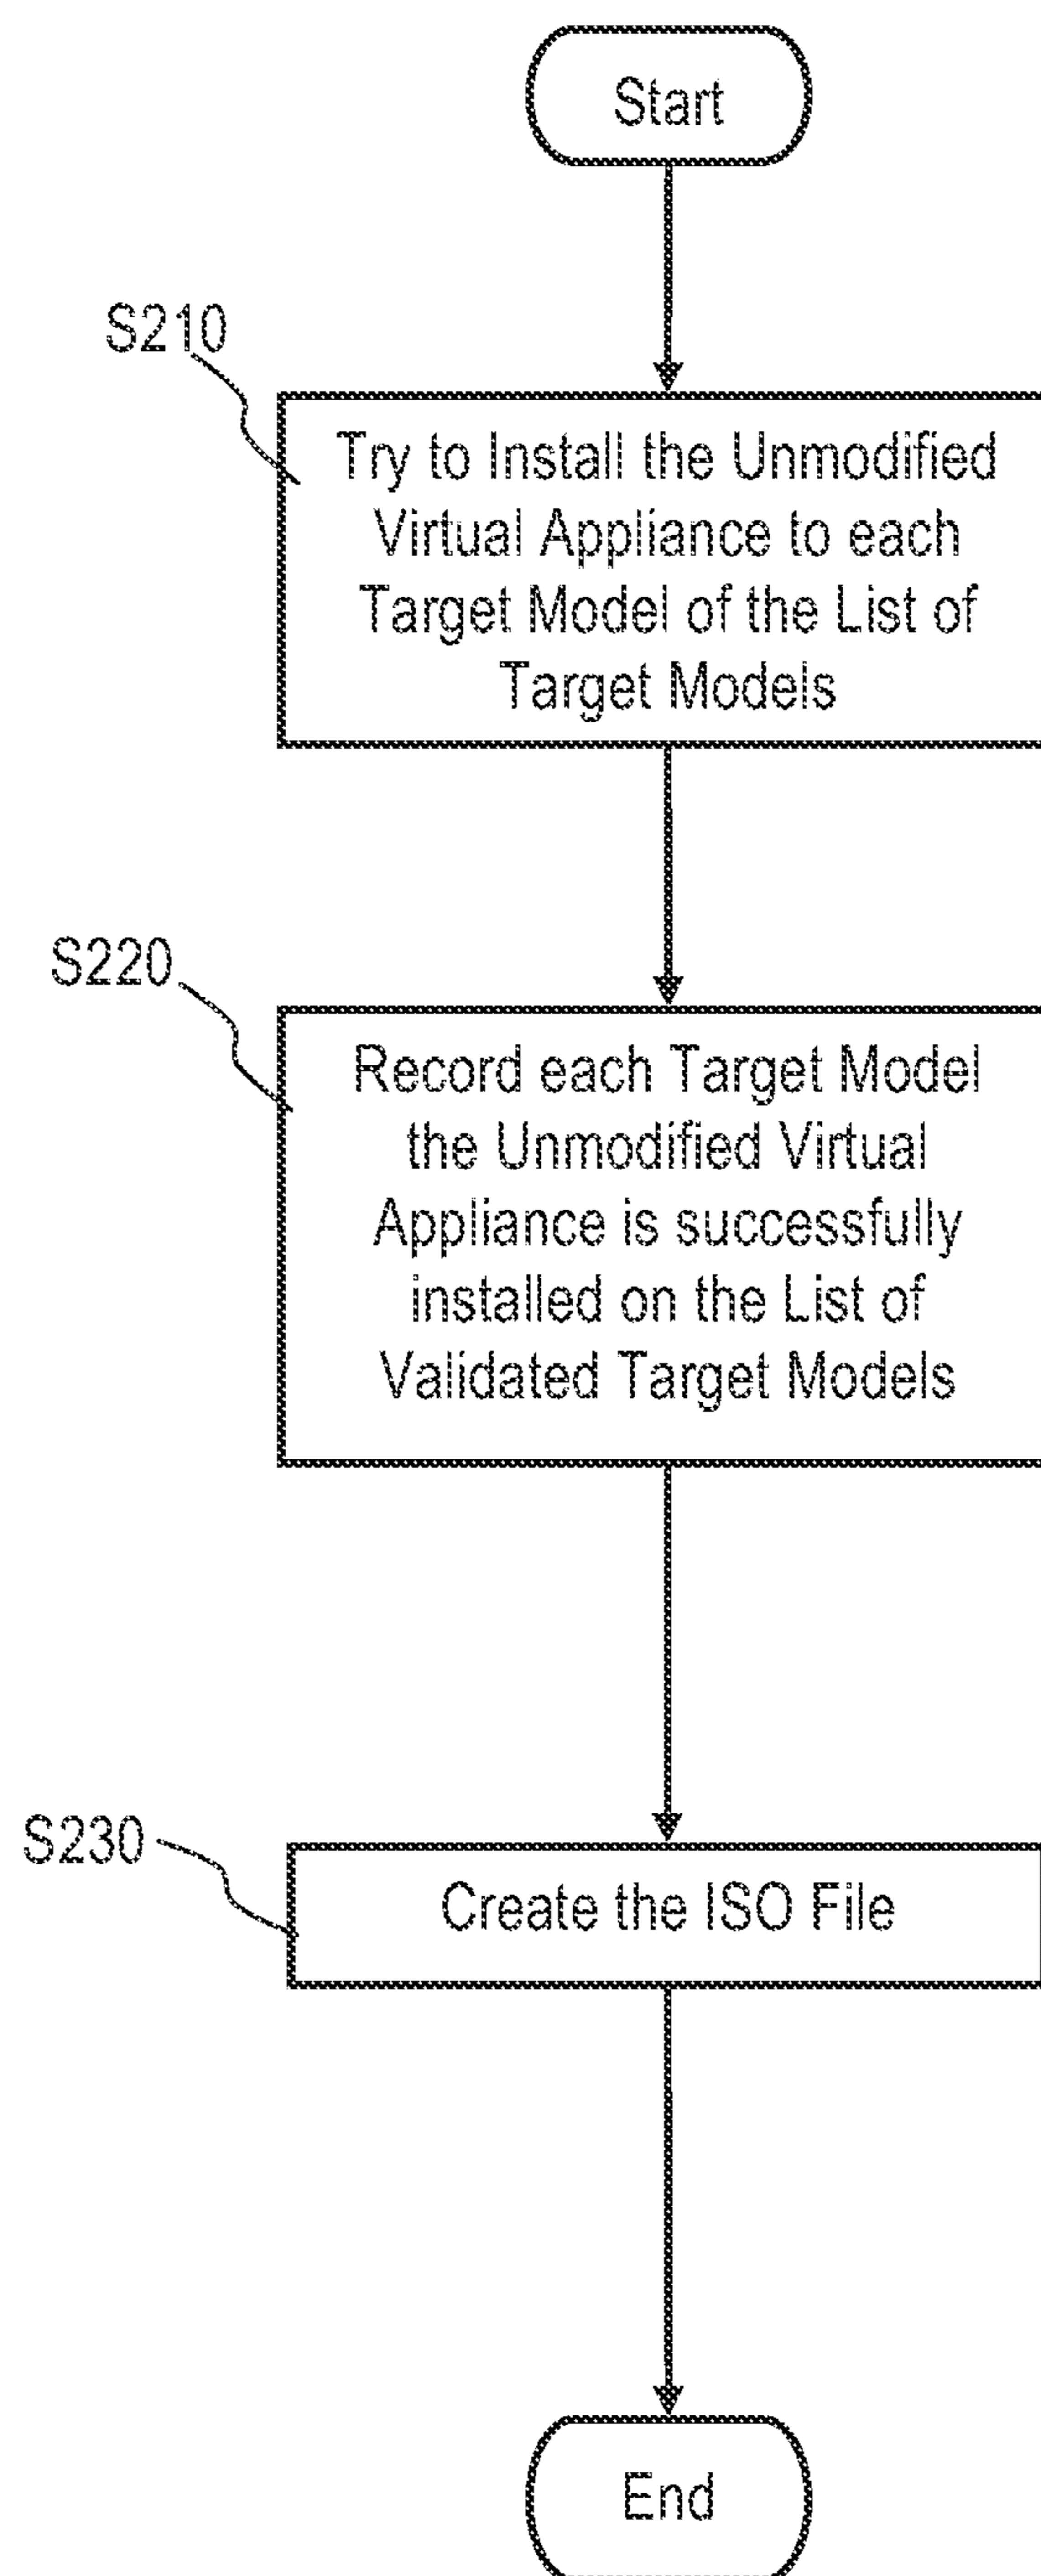 Start
S210
Try to Install the Unmodified
Virtual Appliance to each
Target Model of the List of
Target Models
S220
Record each Target Model
the Unmodified Virtual
Appliance is successfully
installed on the List of
Validated Target Models
S230
Create the ISO File
End